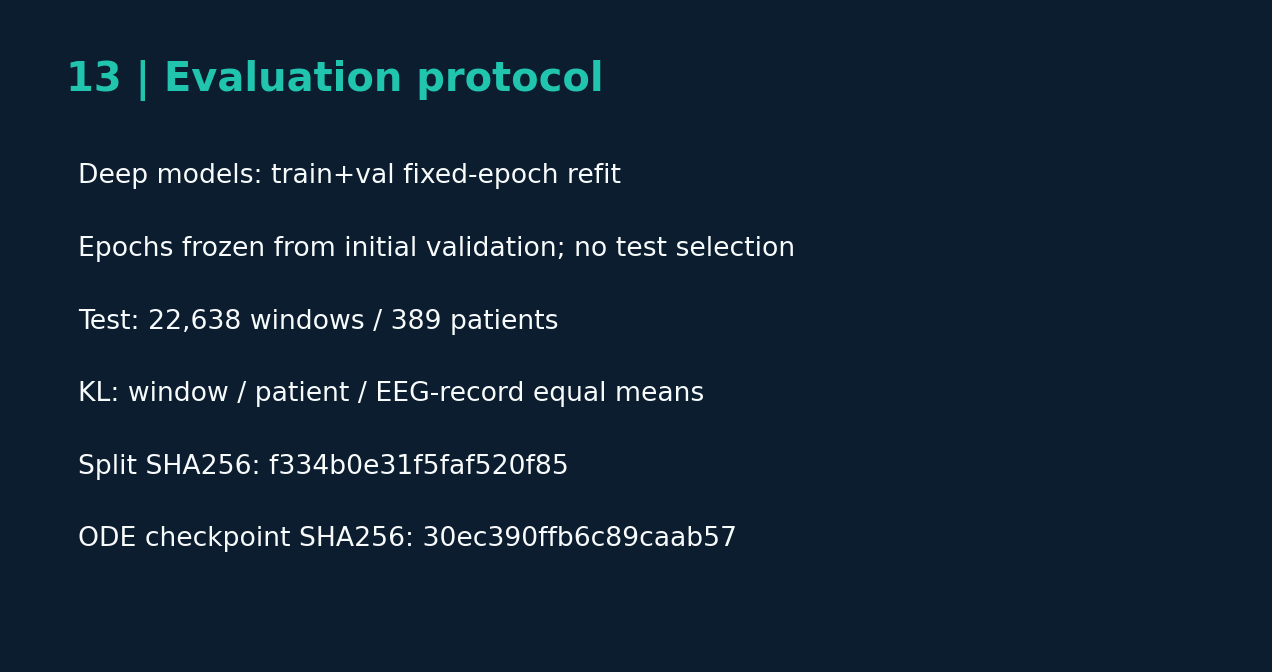 13 | Evaluation protocol
Deep models: train+val fixed-epoch refit
Epochs frozen from initial validation; no test selection
Test: 22,638 windows / 389 patients
KL: window / patient / EEG-record equal means
Split SHA256: f334b0e31f5faf520f85
ODE checkpoint SHA256: 30ec390ffb6c89caab57